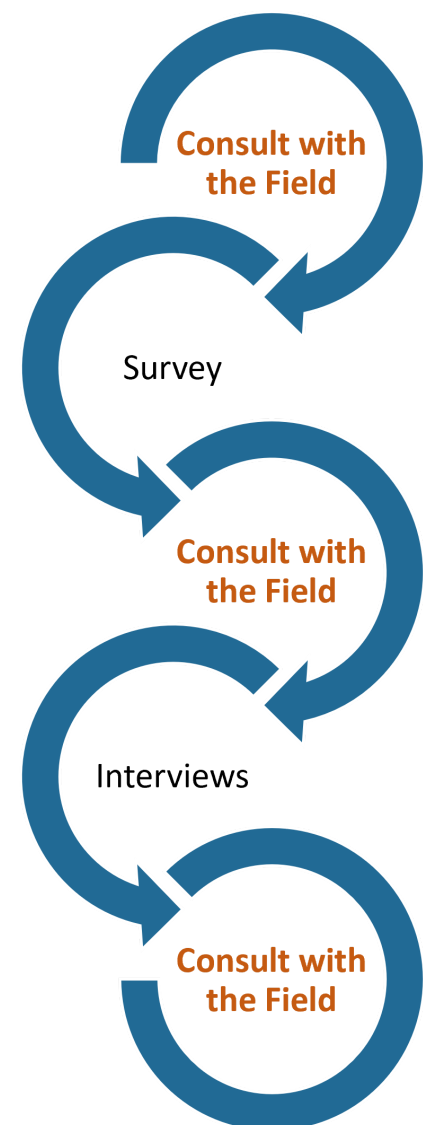 Consult with
the Field
Survey
Consult with
the Field
Interviews
Consult with
the Field